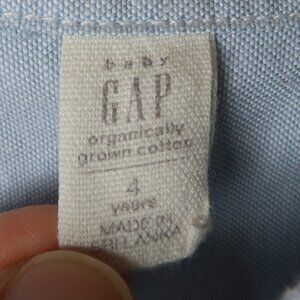 baby
GAP
organically
grown cotton
4
years
MADE IN
SRI LANKA